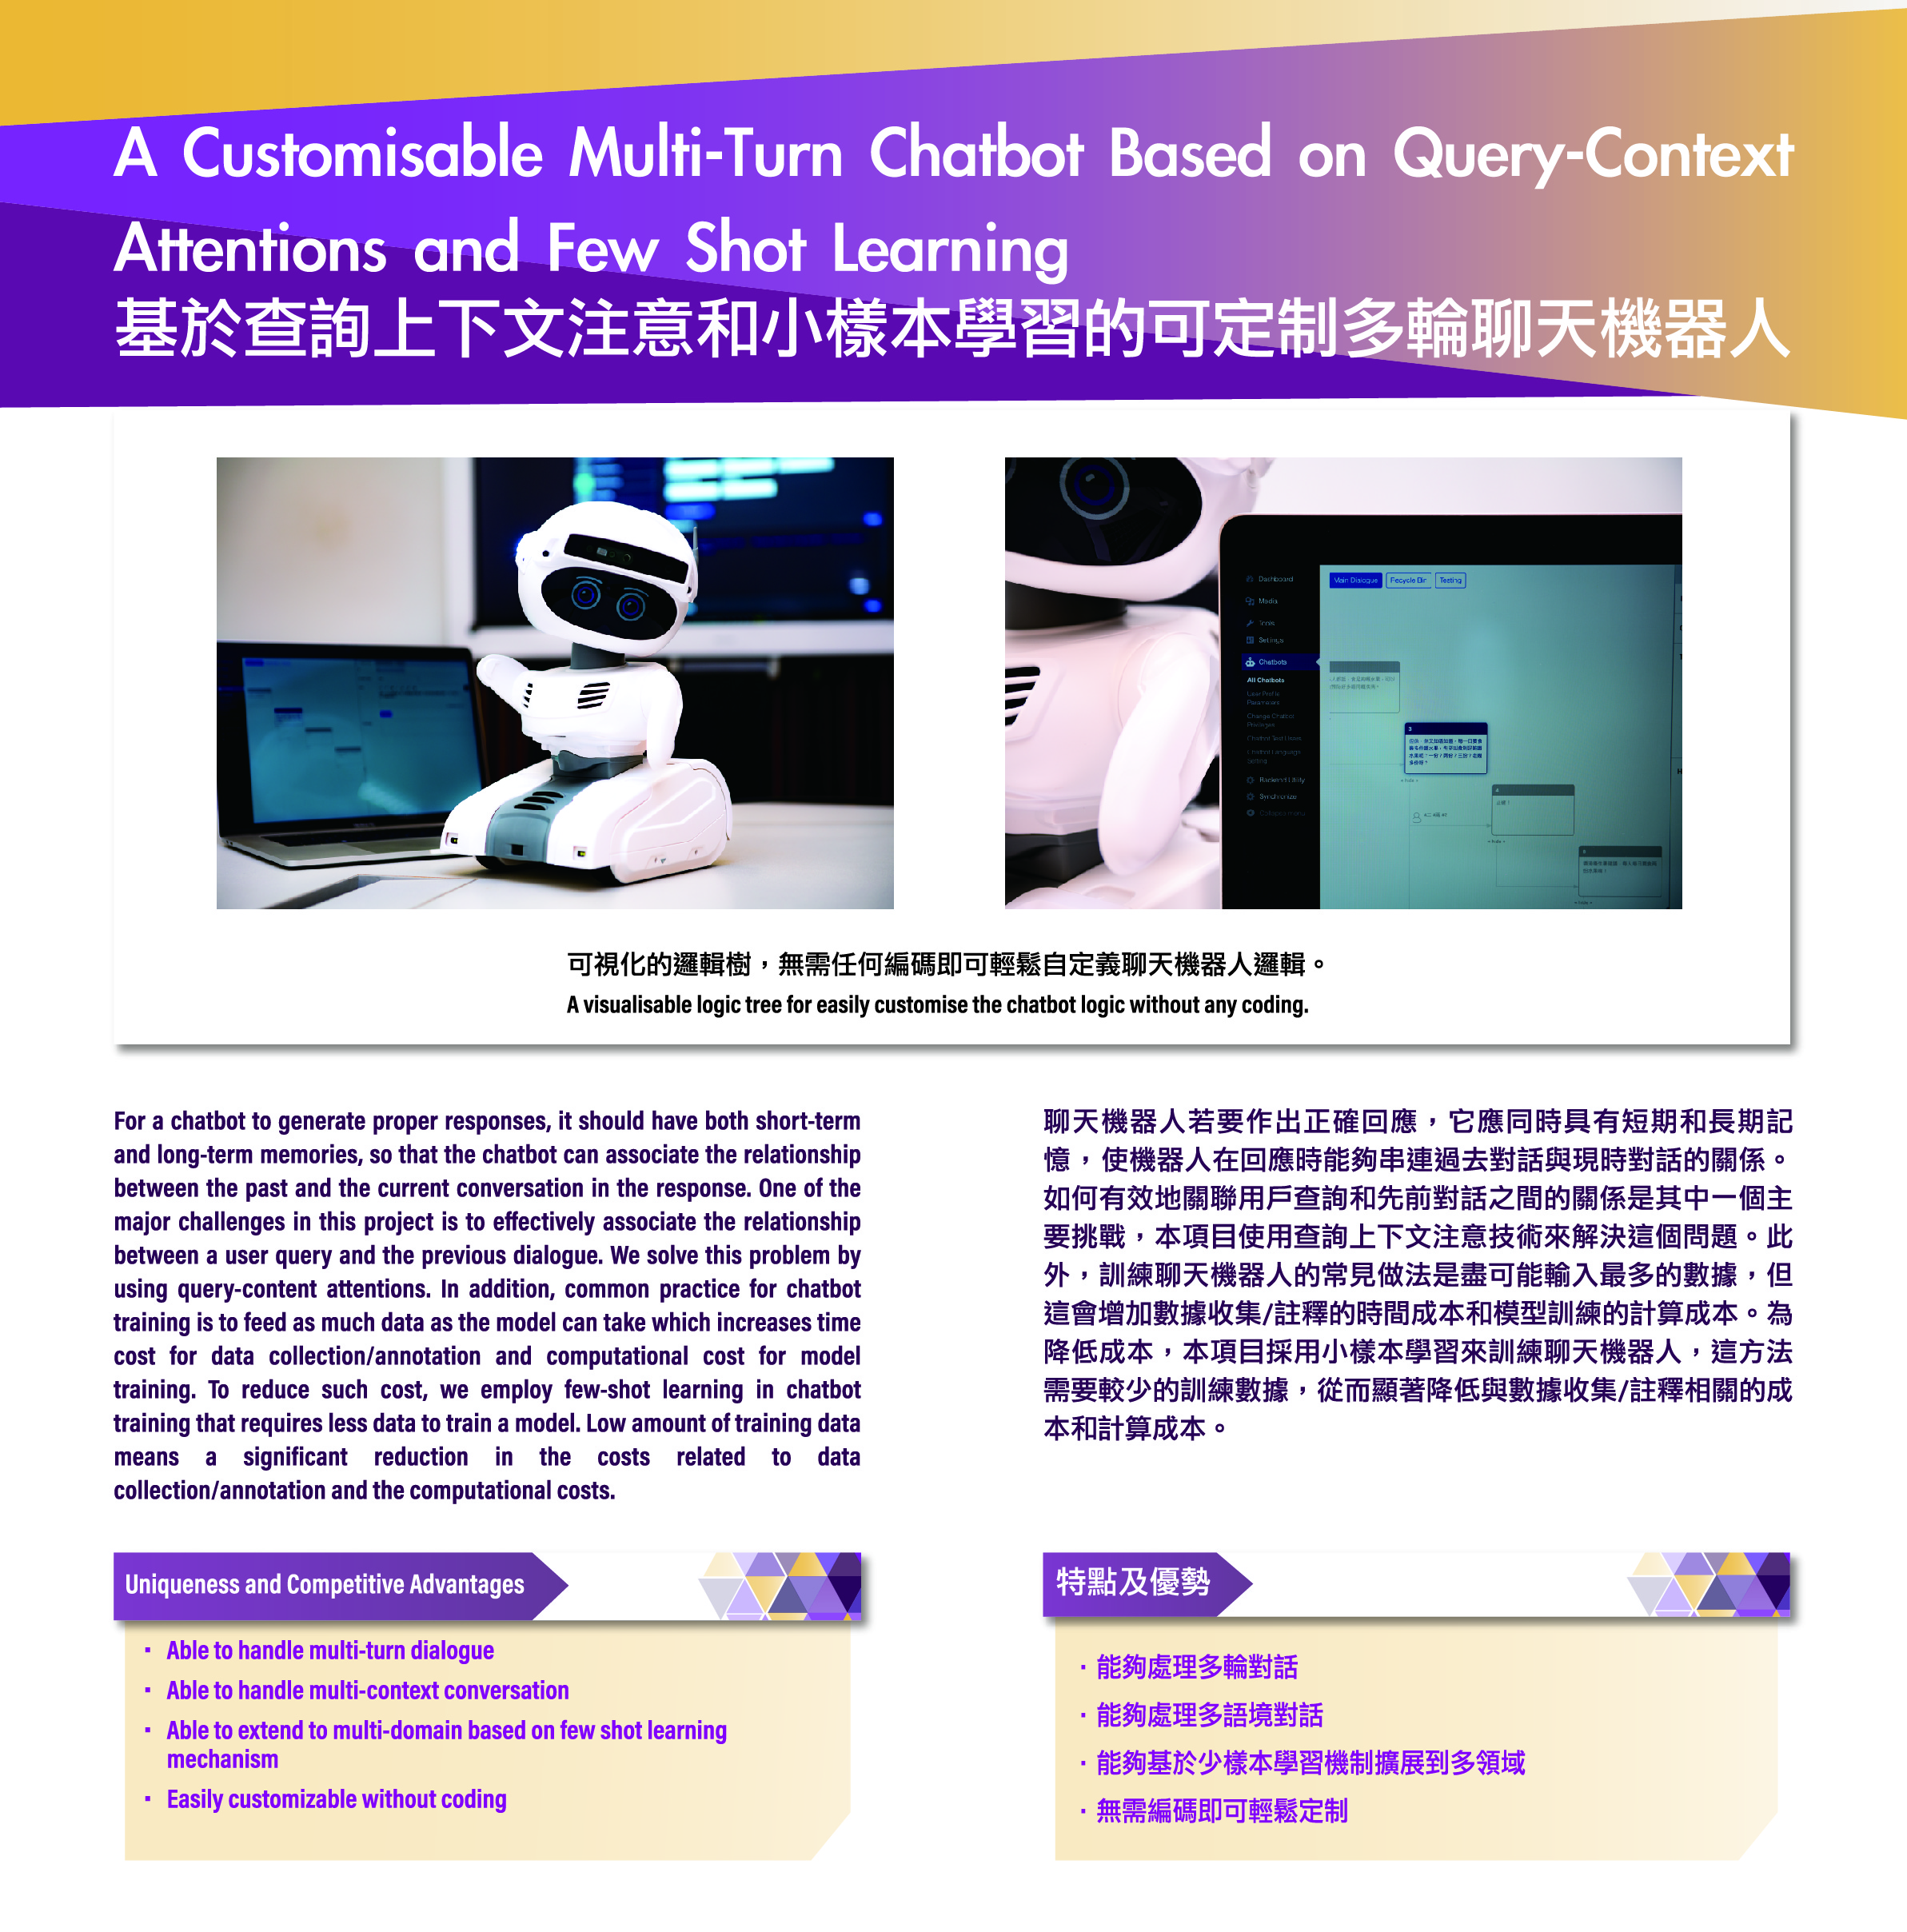 A Customisable Multi-Turn Chatbot Based on Query-Context
Attentions and Few Shot Learning
基於查詢上下文注意和小樣本學習的可定制多輪聊天機器人
Dashboard
Media
Tools
Settings
Chatbots
All Chatbots
User Prefix
Parameters
Change Chatbot
Privileges
Chatbot Test Users
Chatbot Language
Setting
Backend Utility
Synchronize
Collapse menu
Main Dialogue
Recycle Bin
Testing
3
4
5
可視化的邏輯樹，無需任何編碼即可輕鬆自定義聊天機器人邏輯。
A visualisable logic tree for easily customise the chatbot logic without any coding.
For a chatbot to generate proper responses, it should have both short-term
and long-term memories, so that the chatbot can associate the relationship
between the past and the current conversation in the response. One of the
major challenges in this project is to effectively associate the relationship
between a user query and the previous dialogue. We solve this problem by
using query-content attentions. In addition, common practice for chatbot
training is to feed as much data as the model can take which increases time
cost for data collection/annotation and computational cost for model
training. To reduce such cost, we employ few-shot learning in chatbot
training that requires less data to train a model. Low amount of training data
means a significant reduction in the costs related to data
collection/annotation and the computational costs.
聊天機器人若要作出正確回應，它應同時具有短期和長期記
憶，使機器人在回應時能夠串連過去對話與現時對話的關係。
如何有效地關聯用戶查詢和先前對話之間的關係是其中一個主
要挑戰，本項目使用查詢上下文注意技術來解決這個問題。此
外，訓練聊天機器人的常見做法是盡可能輸入最多的數據，但
這會增加數據收集/註釋的時間成本和模型訓練的計算成本。為
降低成本，本項目採用小樣本學習來訓練聊天機器人，這方法
需要較少的訓練數據，從而顯著降低與數據收集/註釋相關的成
本和計算成本。
Uniqueness and Competitive Advantages
▪ Able to handle multi-turn dialogue
▪ Able to handle multi-context conversation
▪ Able to extend to multi-domain based on few shot learning
mechanism
▪ Easily customizable without coding
特點及優勢
· 能夠處理多輪對話
· 能夠處理多語境對話
· 能夠基於少樣本學習機制擴展到多領域
· 無需編碼即可輕鬆定制